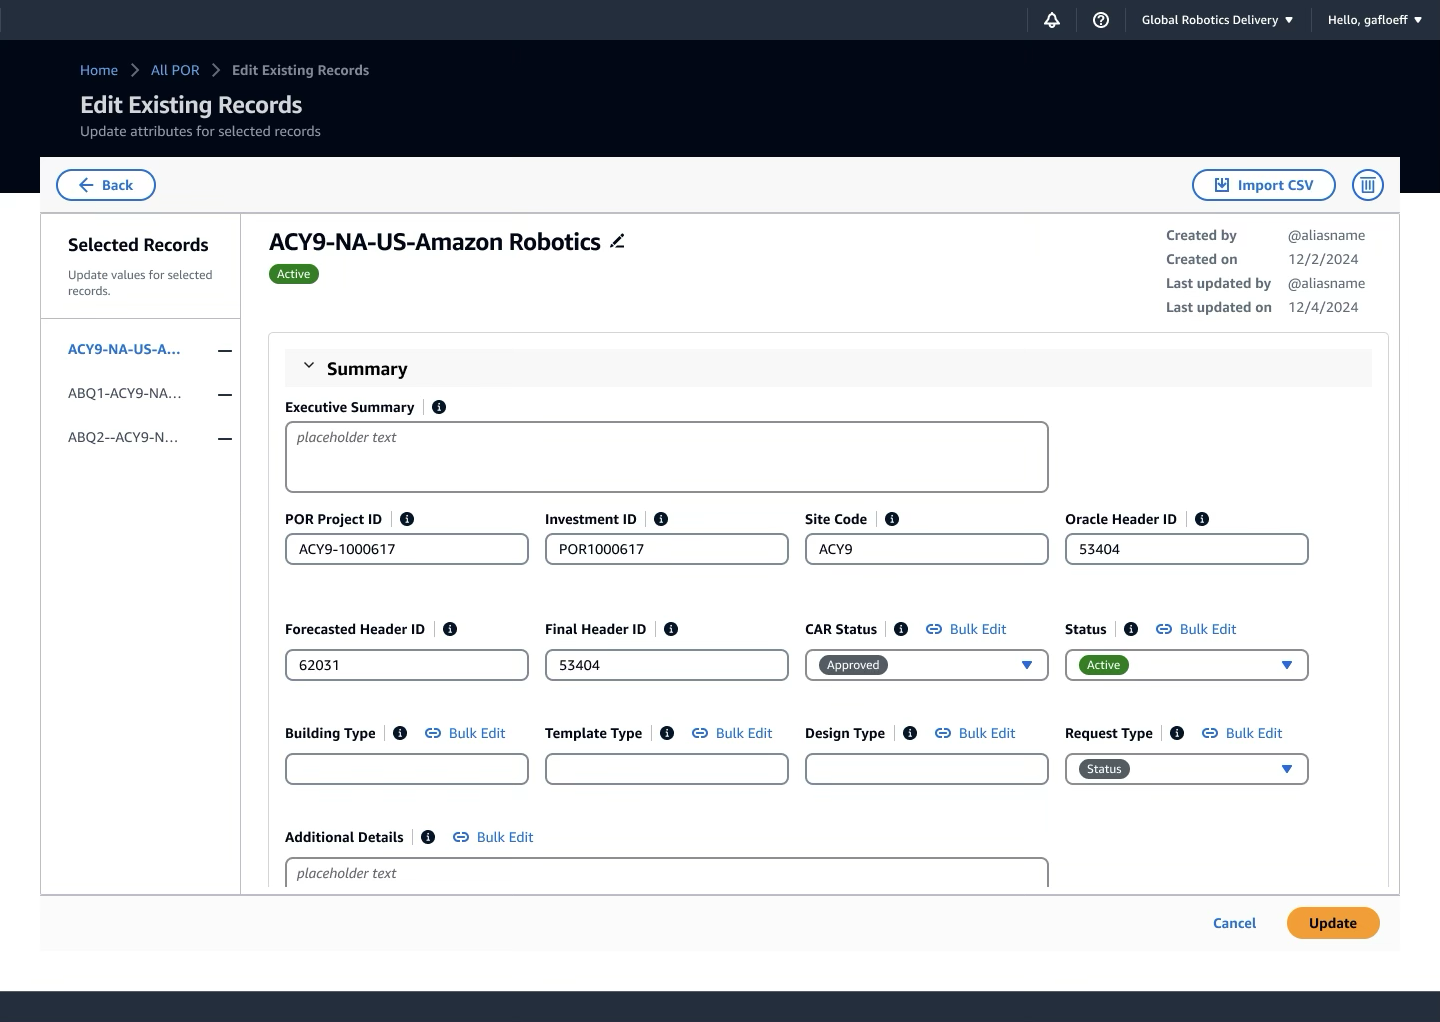 Global Robotics Delivery
Hello, gafloeff
Home
All POR
Edit Existing Records
Edit Existing Records
Update attributes for selected records
Back
Import CSV
Selected Records
Update values for selected
records.
ACY9-NA-US-A...
ABQ1-ACY9-NA...
ABQ2--ACY9-N...
ACY9-NA-US-Amazon Robotics
Active
Created by @aliasname
Created on 12/2/2024
Last updated by @aliasname
Last updated on 12/4/2024
Summary
Executive Summary
placeholder text
POR Project ID
Investment ID
Site Code
Oracle Header ID
ACY9-1000617
POR1000617
ACY9
53404
Forecasted Header ID
Final Header ID
CAR Status Bulk Edit
Status Bulk Edit
62031
53404
Approved
Active
Building Type Bulk Edit
Template Type Bulk Edit
Design Type Bulk Edit
Request Type Bulk Edit
Status
Additional Details Bulk Edit
placeholder text
Cancel
Update